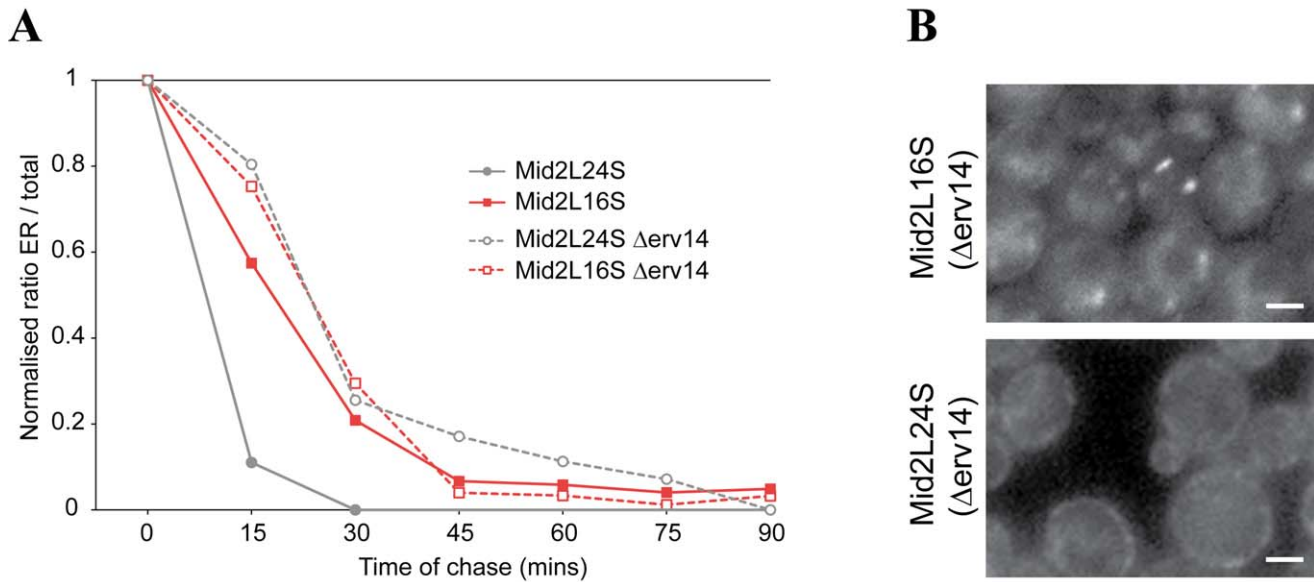 A
Normalised ratio ER / total
1
0.8
0.6
0.4
0.2
0
0 15 30 45 60 75 90
Time of chase (mins)
Mid2L24S
Mid2L16S
Mid2L24S Δerv14
Mid2L16S Δerv14
B
Mid2L16S
(Δerv14)
Mid2L24S
(Δerv14)